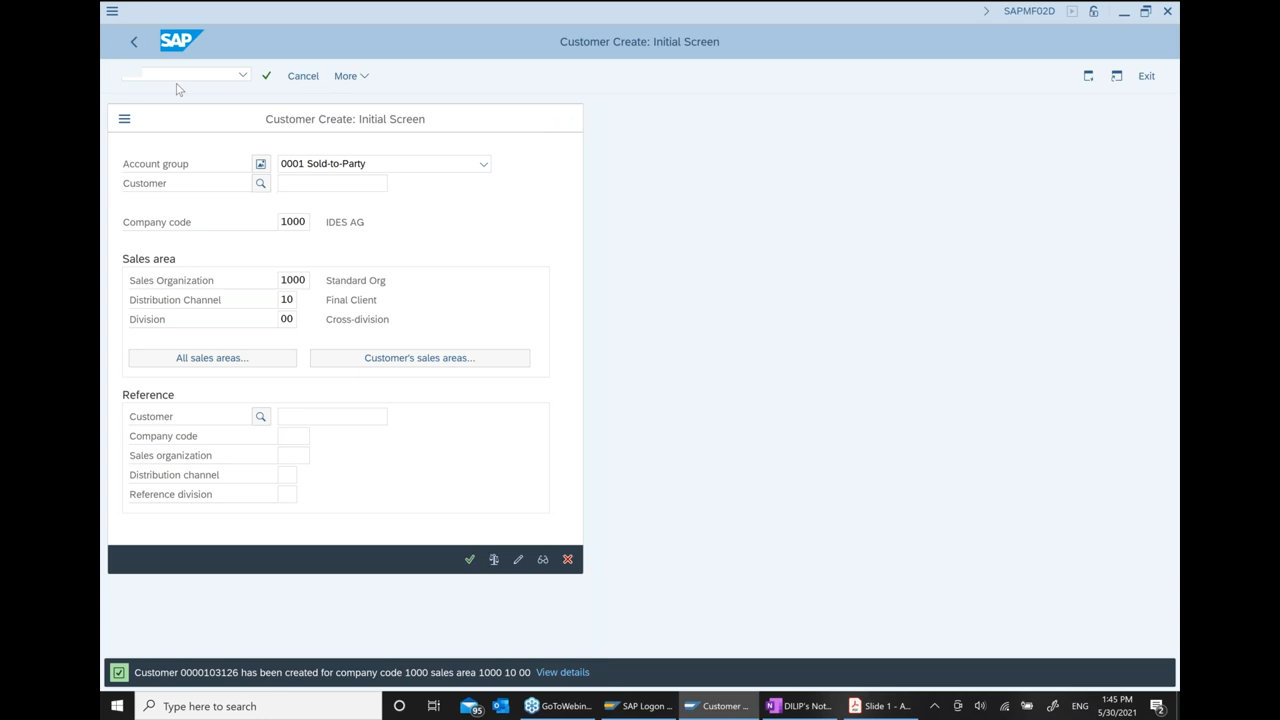 SAPMF02D
SAP
Customer Create: Initial Screen
Cancel
More
Exit
Customer Create: Initial Screen
Account group
0001 Sold-to-Party
Customer
Company code
1000
IDES AG
Sales area
Sales Organization
1000
Standard Org
Distribution Channel
10
Final Client
Division
00
Cross-division
All sales areas...
Customer's sales areas...
Reference
Customer
Company code
Sales organization
Distribution channel
Reference division
Customer 0000103126 has been created for company code 1000 sales area 1000 10 00 View details
Type here to search
95
GoToWebin...
SAP Logon ...
Customer ...
DILIP's Not...
Slide 1 - A...
ENG
1:45 PM
5/30/2021
2